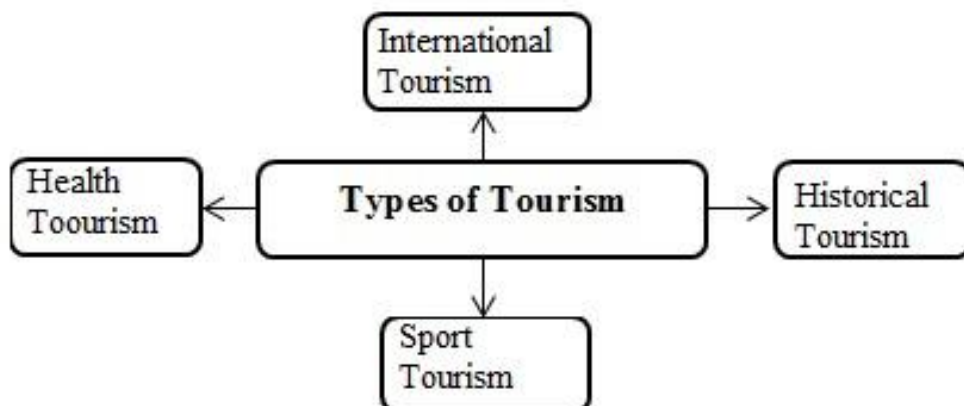 International
Tourism
Health
Toourism
Types of Tourism
Historical
Tourism
Sport
Tourism